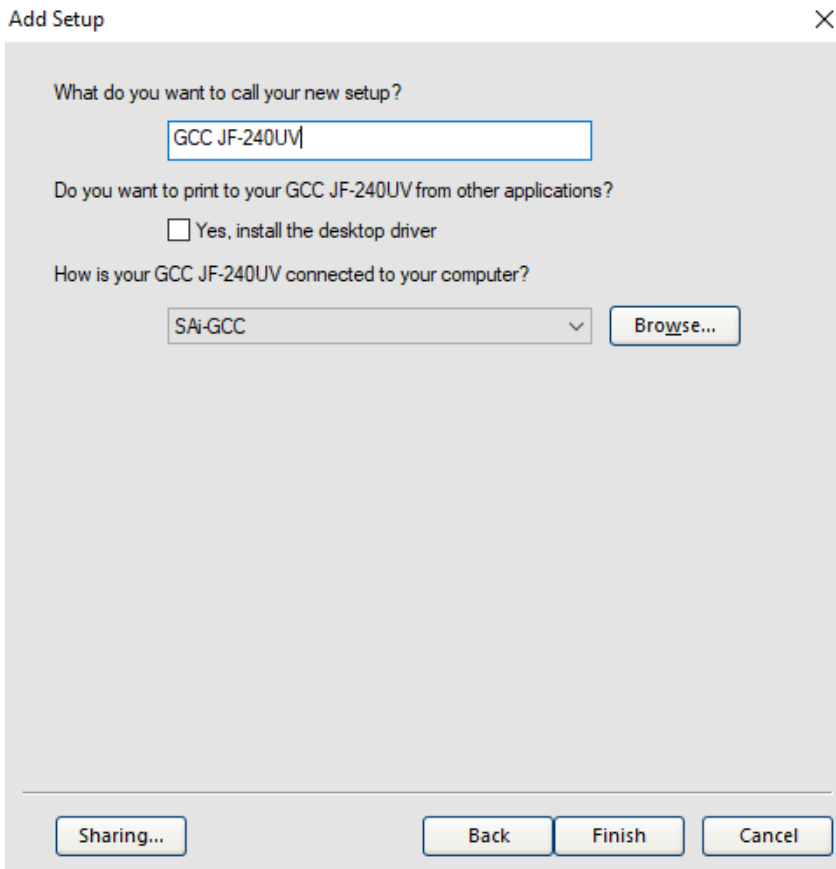 Add Setup
What do you want to call your new setup?
GCC JF-240UV
Do you want to print to your GCC JF-240UV from other applications?
Yes, install the desktop driver
How is your GCC JF-240UV connected to your computer?
SAi-GCC
Browse...
Sharing...
Back
Finish
Cancel